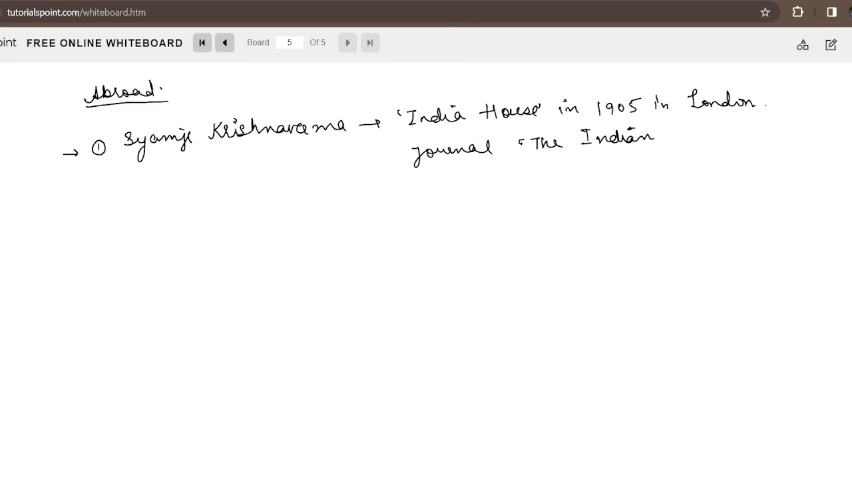 tutorialspoint.com/whiteboard.htm
oint FREE ONLINE WHITEBOARD Board 5 Of 5
Abroad.
→ ① Syamji Krishnavarma → 'India House' in 1905 in London.
Journal "The Indian